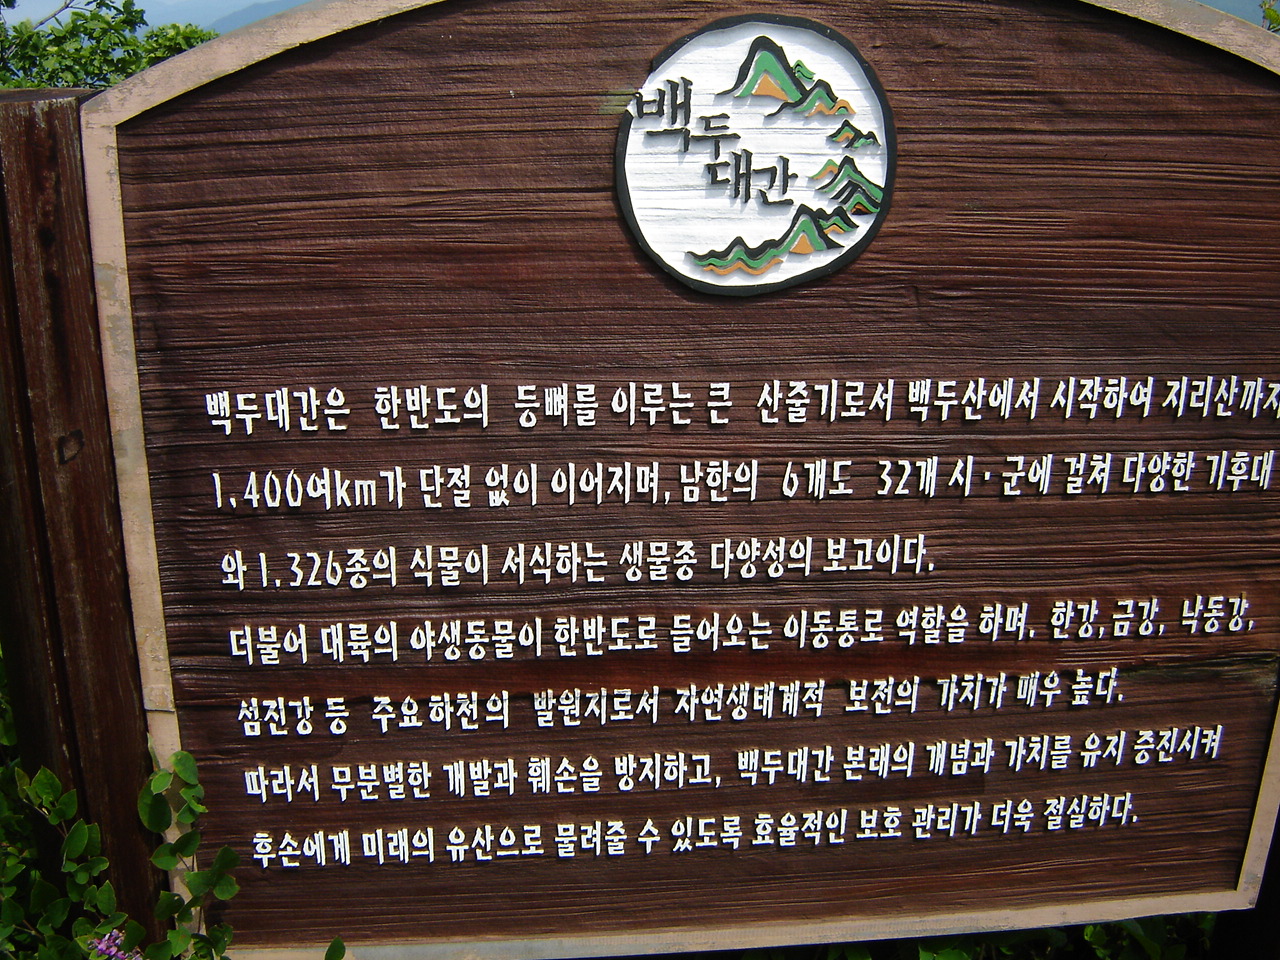 백두
대간
백두대간은 한반도의 등뼈를 이루는 큰 산줄기로서 백두산에서 시작하여 지리산까지
1,400여km가 단절 없이 이어지며, 남한의 6개도 32개 시·군에 걸쳐 다양한 기후대
와 1,326종의 식물이 서식하는 생물종 다양성의 보고이다.
더불어 대륙의 야생동물이 한반도로 들어오는 이동통로 역할을 하며, 한강, 금강, 낙동강,
섬진강 등 주요하천의 발원지로서 자연생태계적 보전의 가치가 매우 높다.
따라서 무분별한 개발과 훼손을 방지하고, 백두대간 본래의 개념과 가치를 유지 증진시켜
후손에게 미래의 유산으로 물려줄 수 있도록 효율적인 보호 관리가 더욱 절실하다.